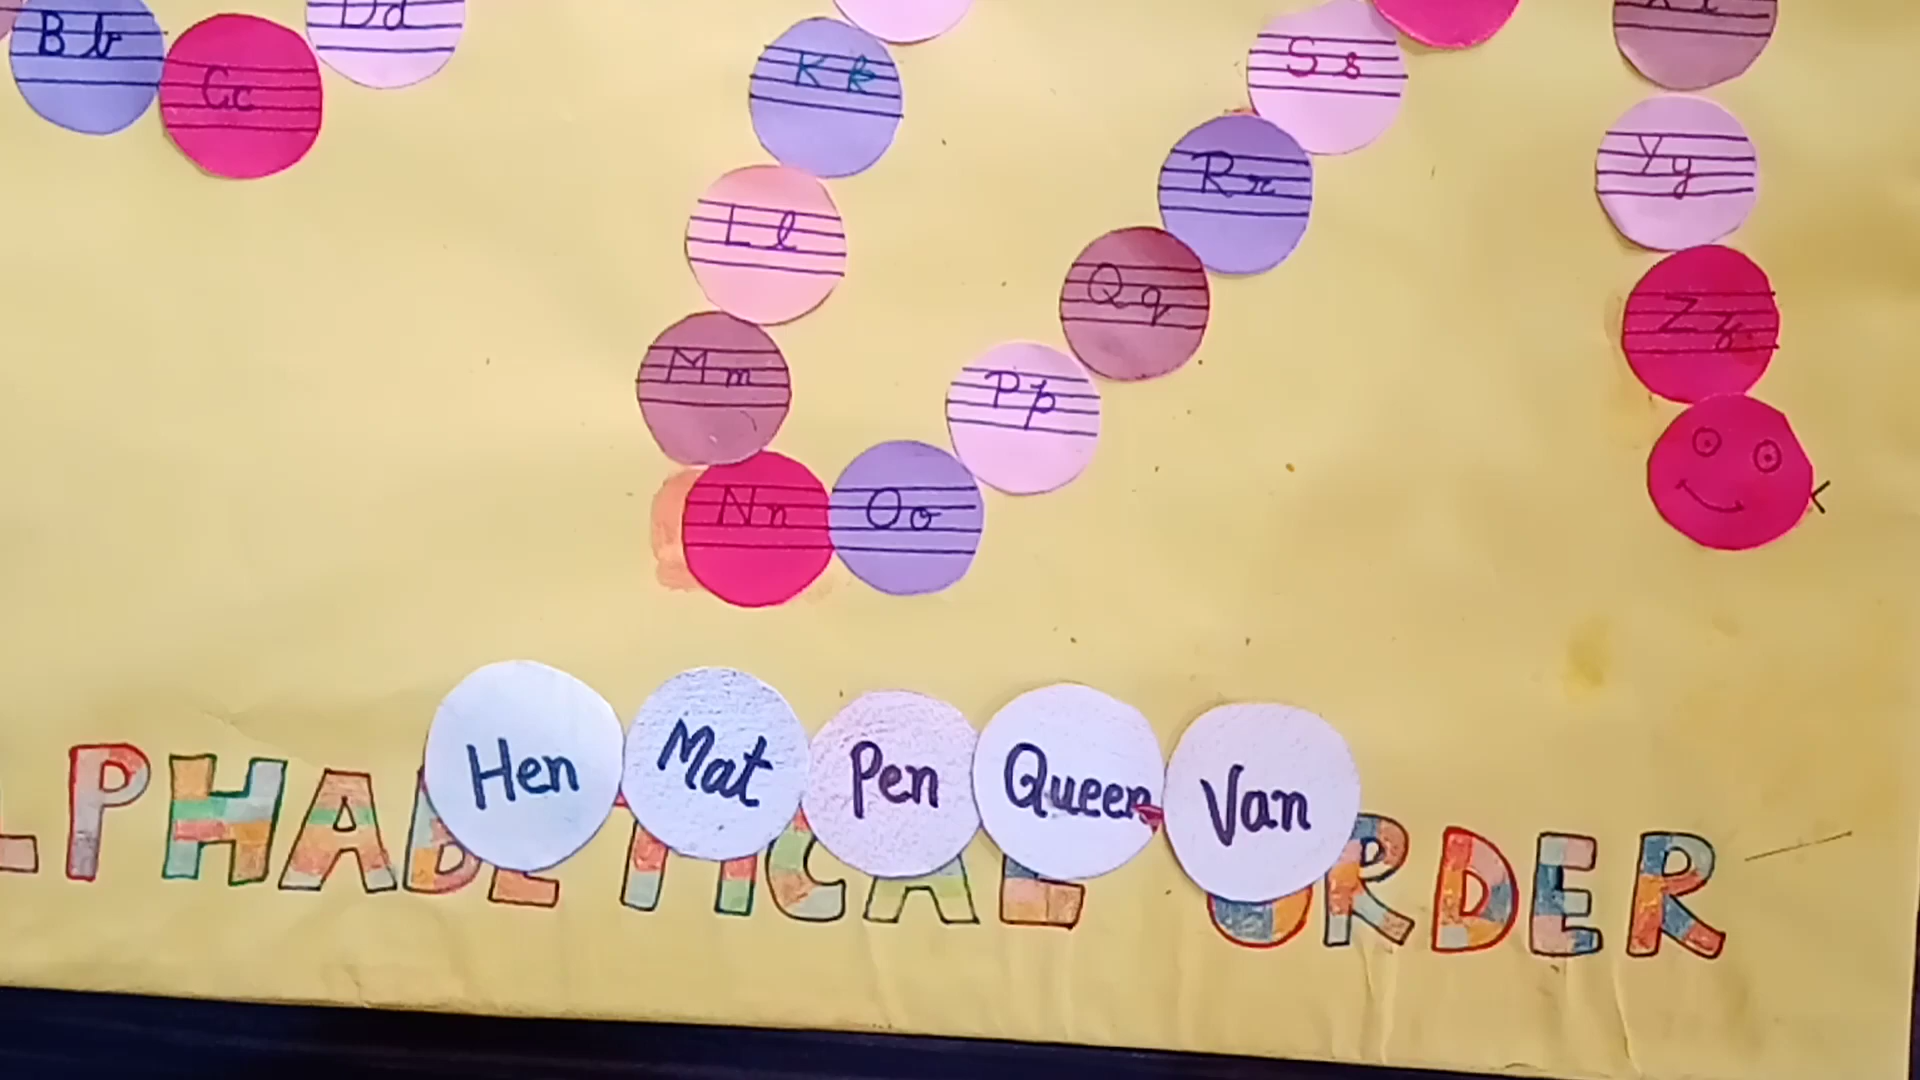 Bb
Cc
Dd
Kk
Ll
Mm
Nn
Oo
Pp
Qq
Rr
Ss
Yy
Zz
Hen Mat Pen Queen Van
LPHABETICAL ORDER